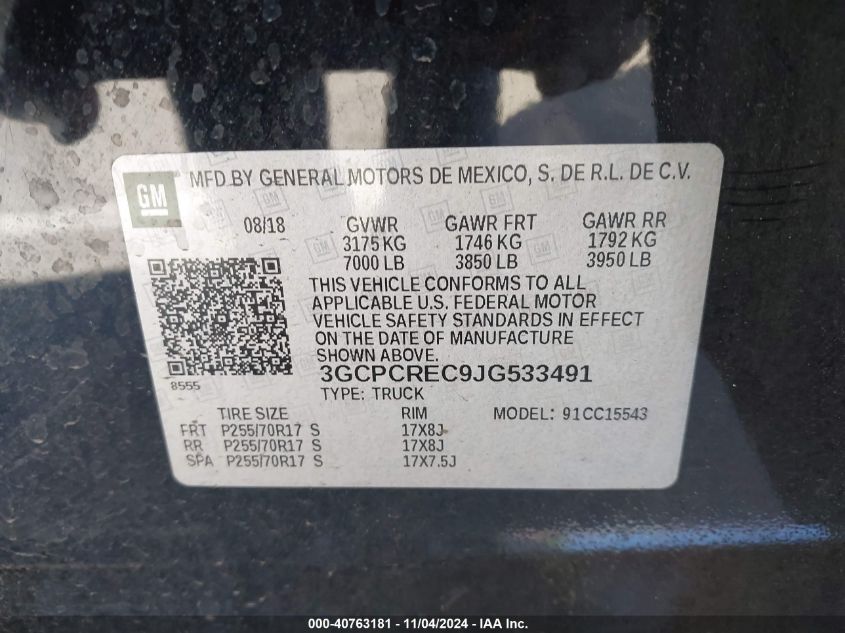 GM
MFD BY GENERAL MOTORS DE MEXICO, S. DE R.L. DE C.V.
08/18 GVWR GAWR FRT GAWR RR
3175 KG 1746 KG 1792 KG
7000 LB 3850 LB 3950 LB
THIS VEHICLE CONFORMS TO ALL
APPLICABLE U.S. FEDERAL MOTOR
VEHICLE SAFETY STANDARDS IN EFFECT
ON THE DATE OF MANUFACTURE
SHOWN ABOVE.
8555
3GCPCREC9JG533491
TYPE: TRUCK
TIRE SIZE RIM MODEL: 91CC15543
FRT P255/70R17 S 17X8J
RR P255/70R17 S 17X8J
SPA P255/70R17 S 17X7.5J
000-40763181 - 11/04/2024 - IAA Inc.